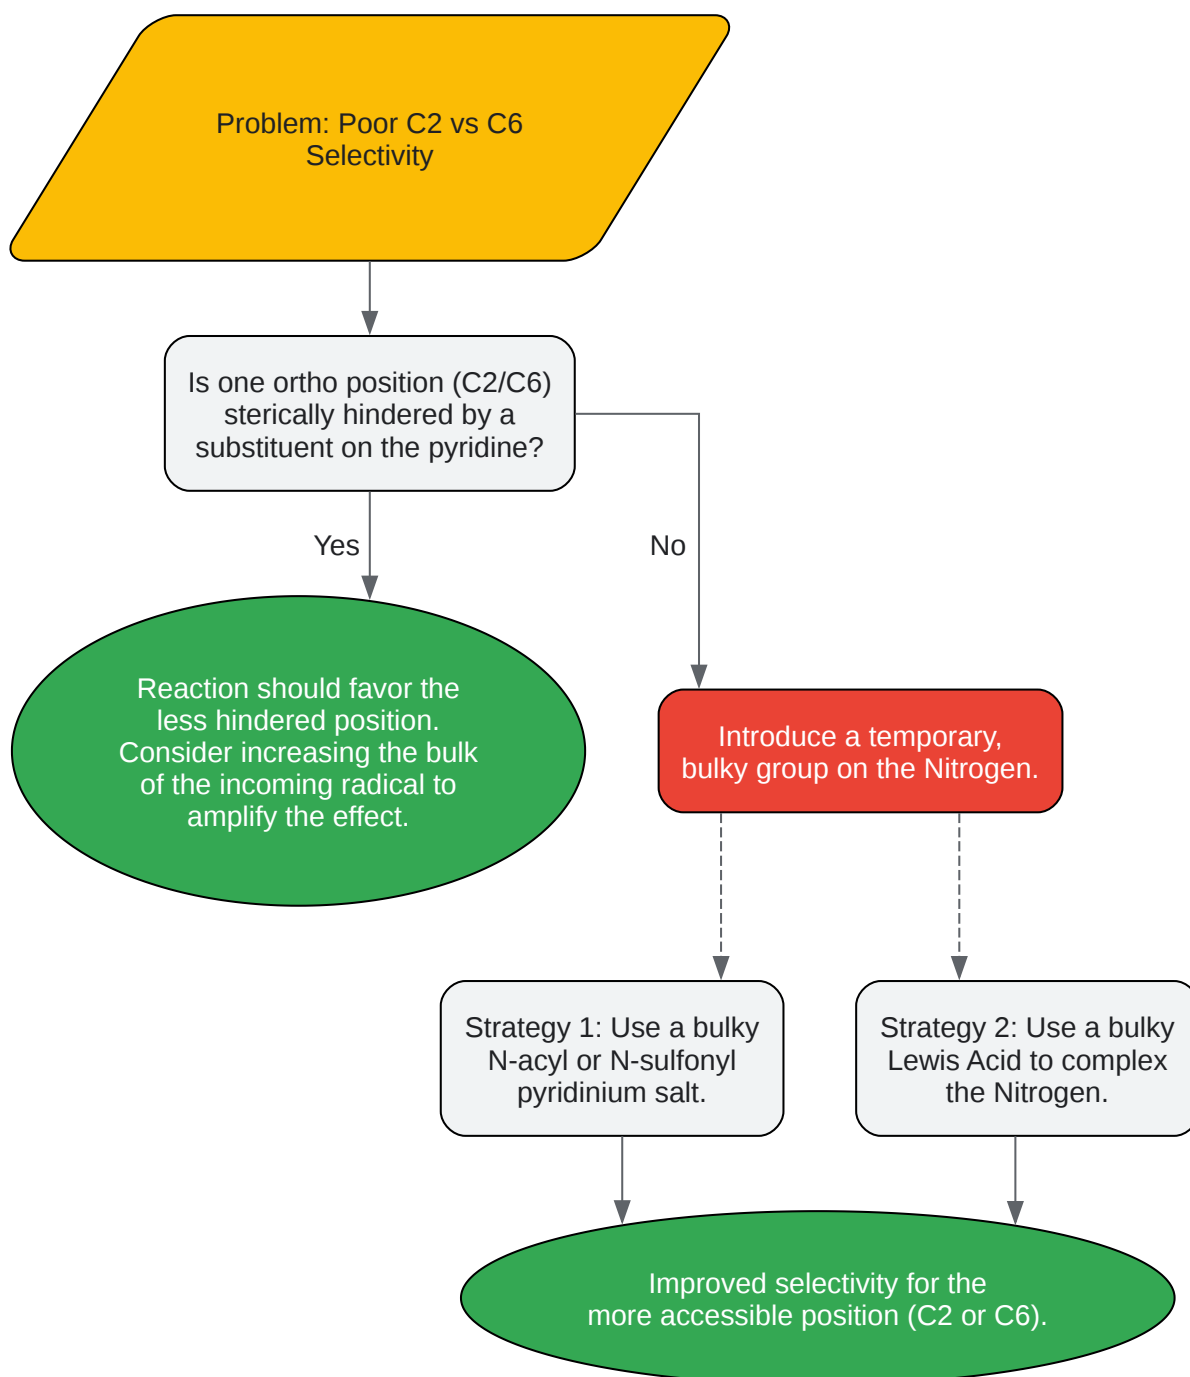 Problem: Poor C2 vs C6
Selectivity
Is one ortho position (C2/C6)
sterically hindered by a
substituent on the pyridine?
Yes
No
Reaction should favor the
less hindered position.
Consider increasing the bulk
of the incoming radical to
amplify the effect.
Introduce a temporary,
bulky group on the Nitrogen.
Strategy 1: Use a bulky
N-acyl or N-sulfonyl
pyridinium salt.
Strategy 2: Use a bulky
Lewis Acid to complex
the Nitrogen.
Improved selectivity for the
more accessible position (C2 or C6).